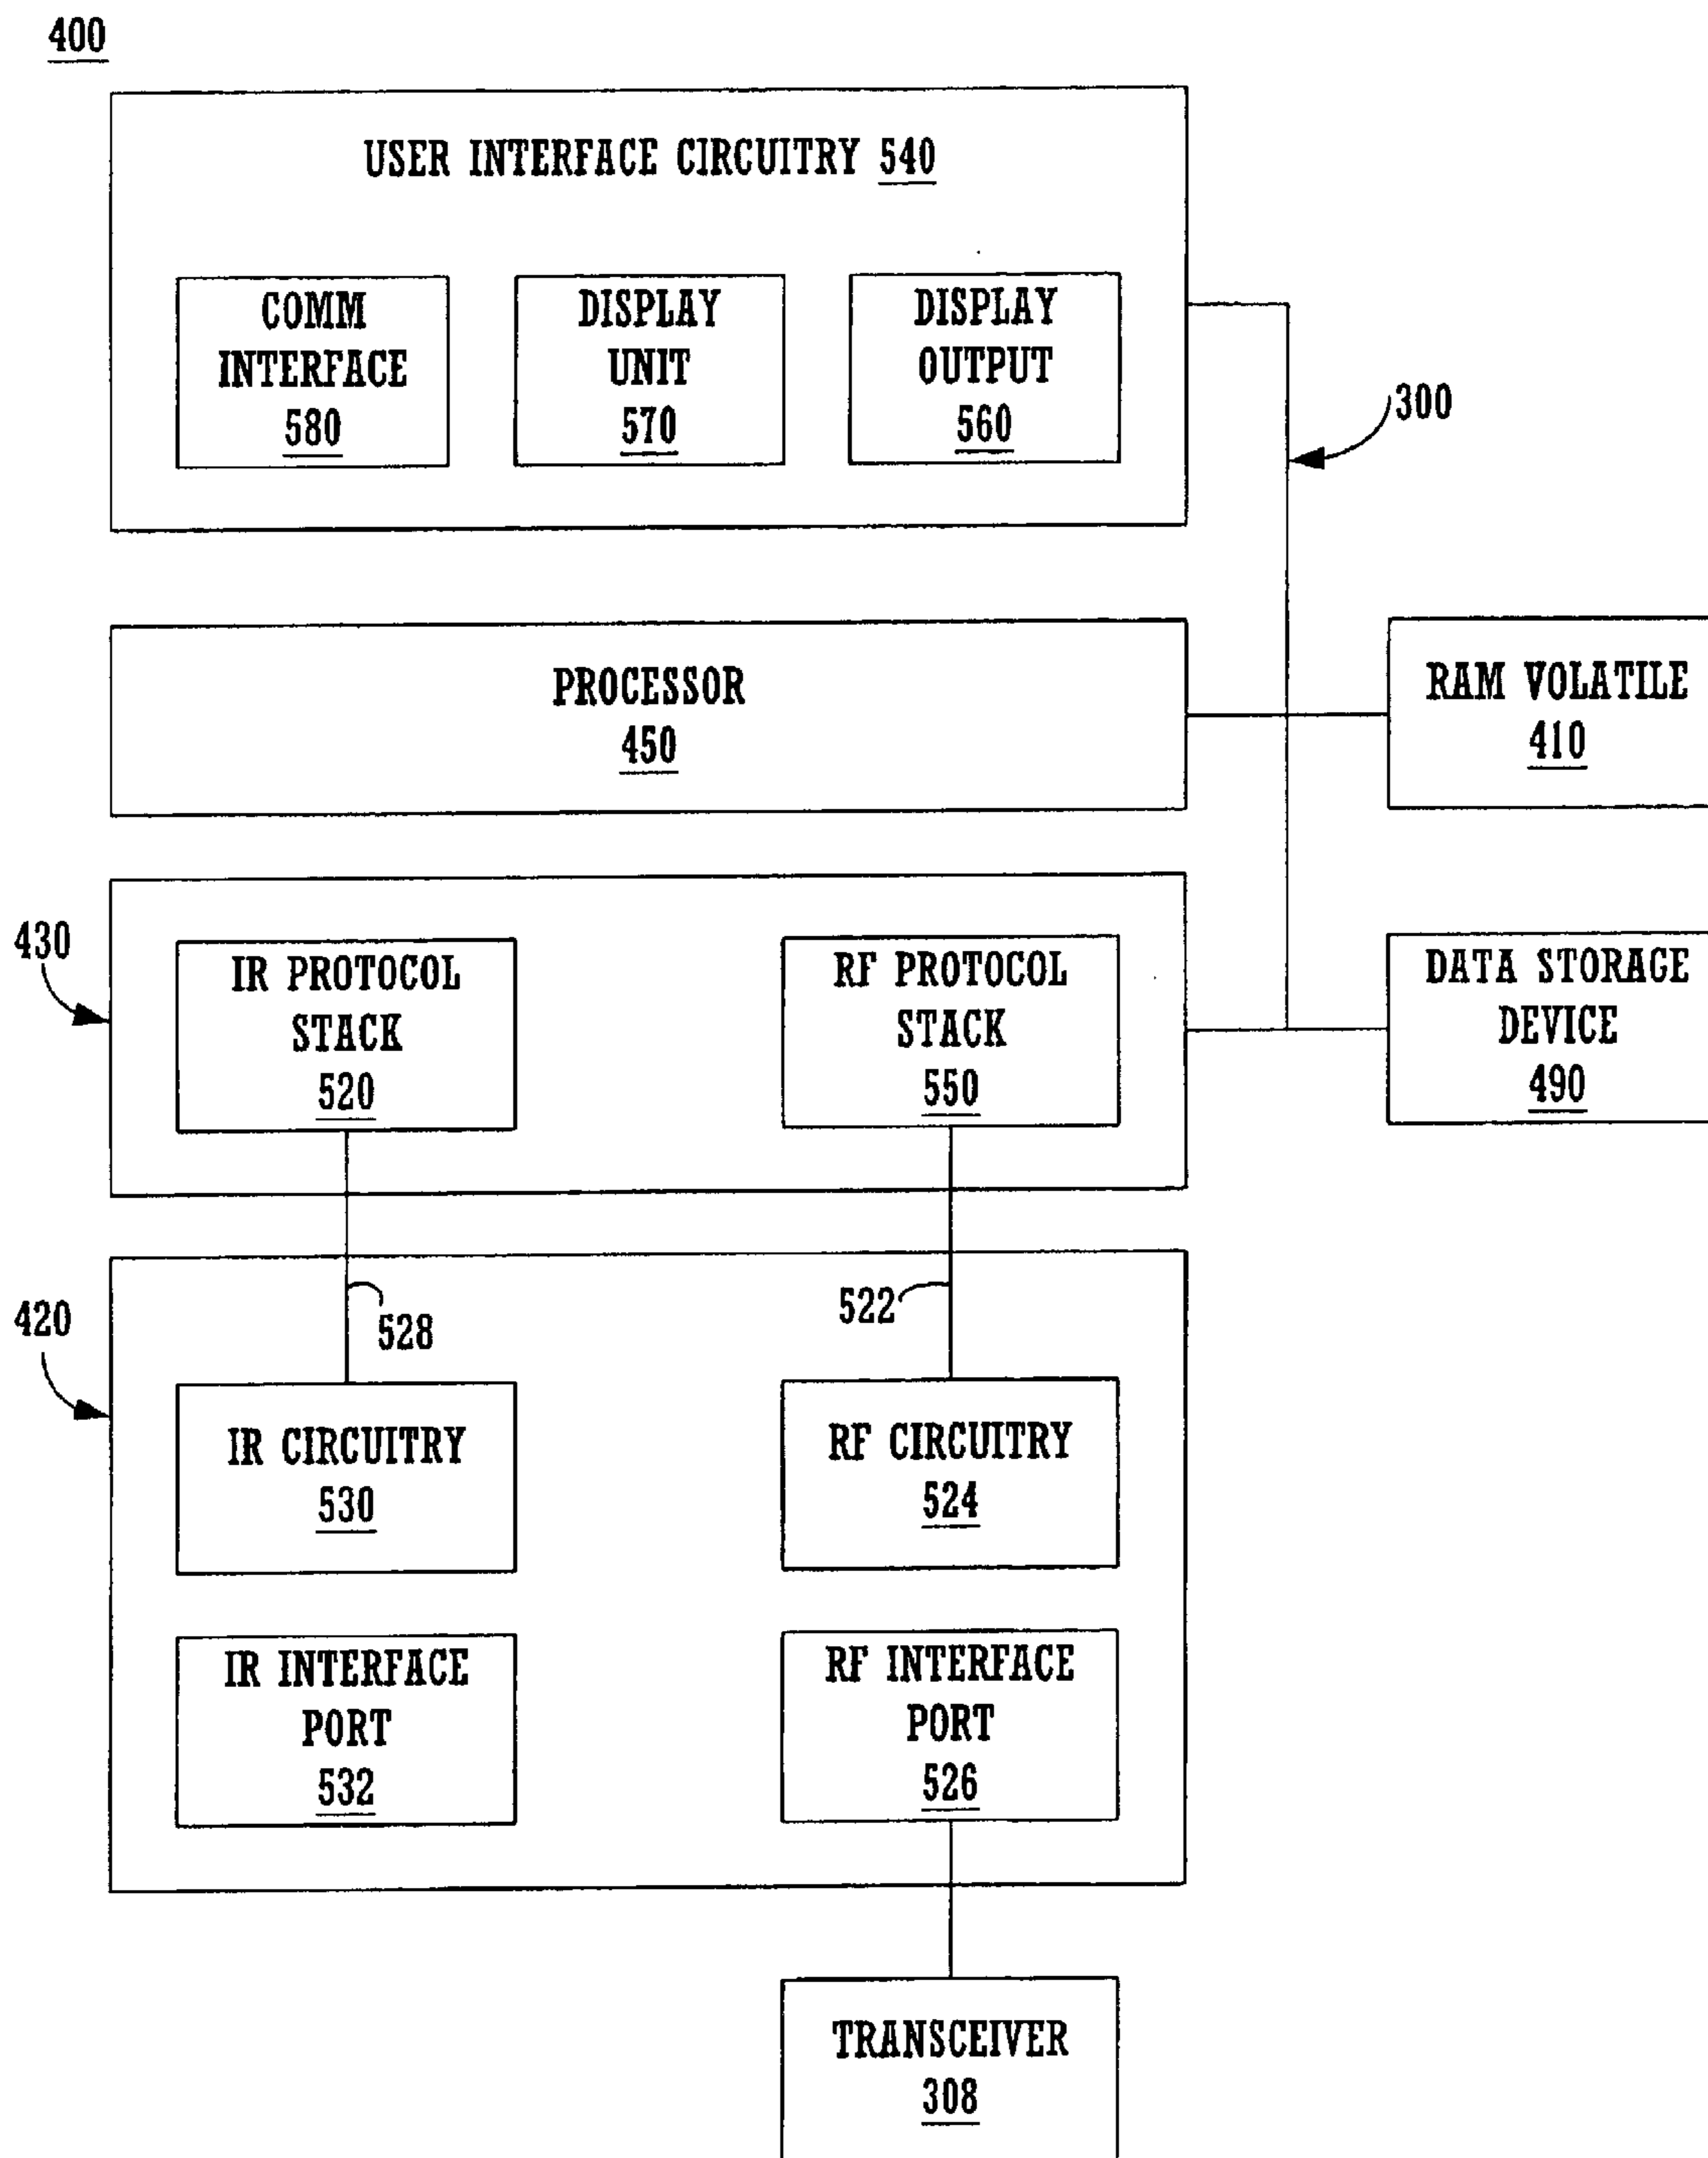 400
USER INTERFACE CIRCUITRY 540
COMM
INTERFACE
580
DISPLAY
UNIT
570
DISPLAY
OUTPUT
560
300
PROCESSOR
450
RAM VOLATILE
410
430
IR PROTOCOL
STACK
520
RF PROTOCOL
STACK
550
DATA STORAGE
DEVICE
490
420
528
522
IR CIRCUITRY
530
RF CIRCUITRY
524
IR INTERFACE
PORT
532
RF INTERFACE
PORT
526
TRANSCEIVER
308